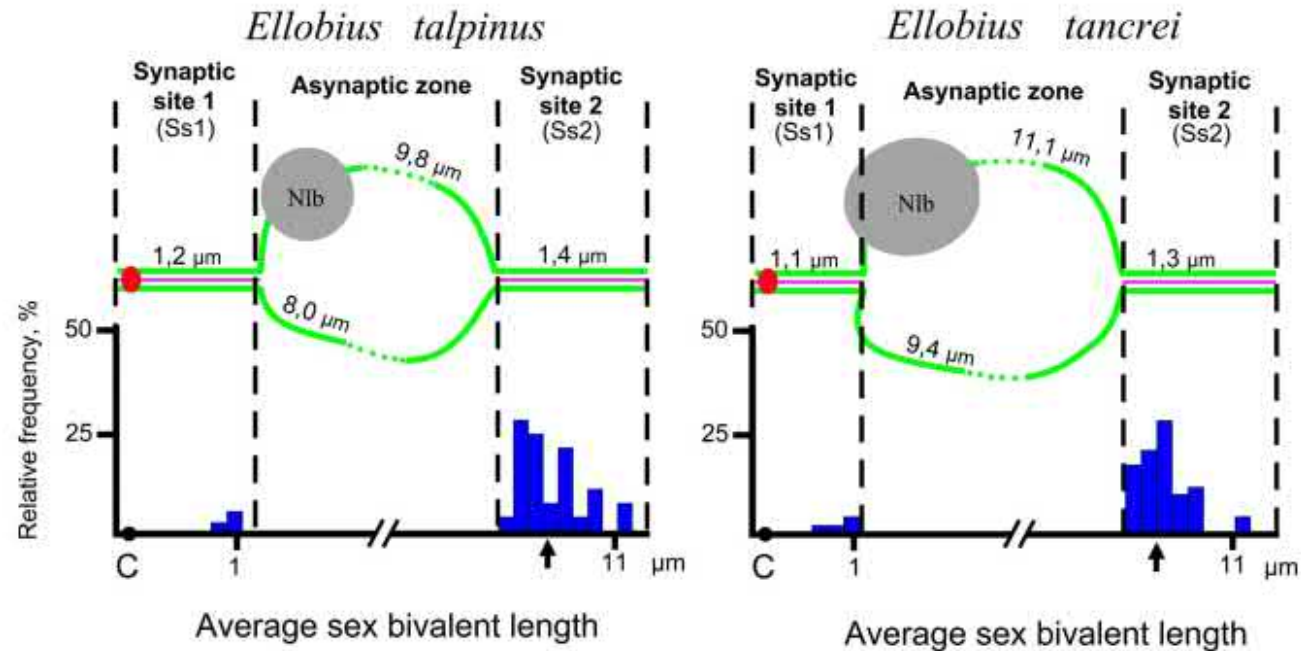 Ellobius talpinus
Synaptic
site 1
(Ss1)
Asynaptic zone
Synaptic
site 2
(Ss2)
9,8 µm
Nlb
1,2 µm
1,4 µm
8,0 µm
Relative frequency, %
50
25
C
1
11
µm
Average sex bivalent length
Ellobius tancrei
Synaptic
site 1
(Ss1)
Asynaptic zone
Synaptic
site 2
(Ss2)
11,1 µm
Nlb
1,1 µm
1,3 µm
9,4 µm
50
25
C
1
11
µm
Average sex bivalent length